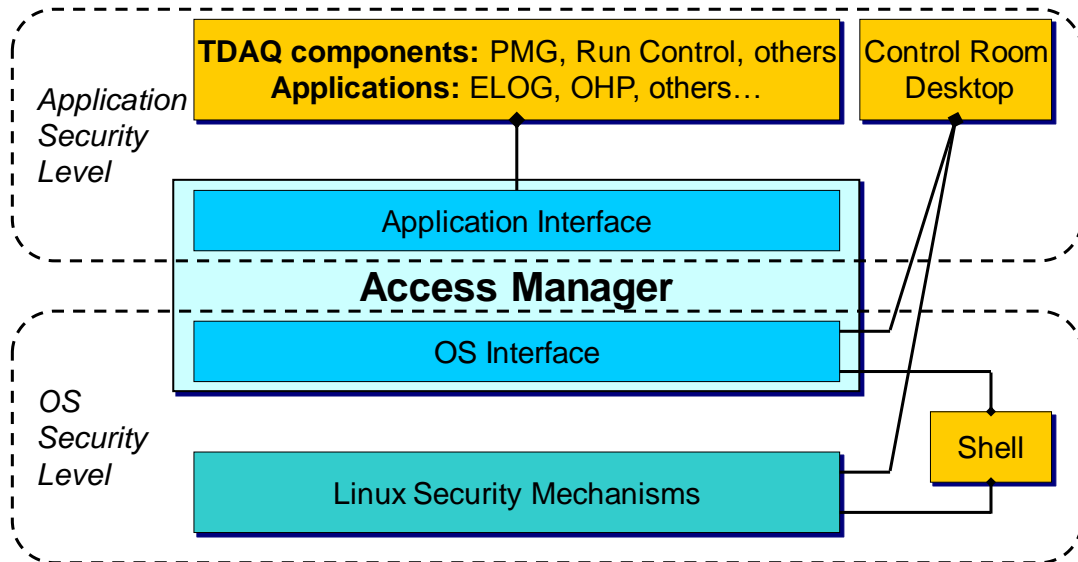 TDAQ components: PMG, Run Control, others
Applications: ELOG, OHP, others…
Control Room
Desktop
Application
Security
Level
Application Interface
Access Manager
OS Interface
OS
Security
Level
Shell
Linux Security Mechanisms